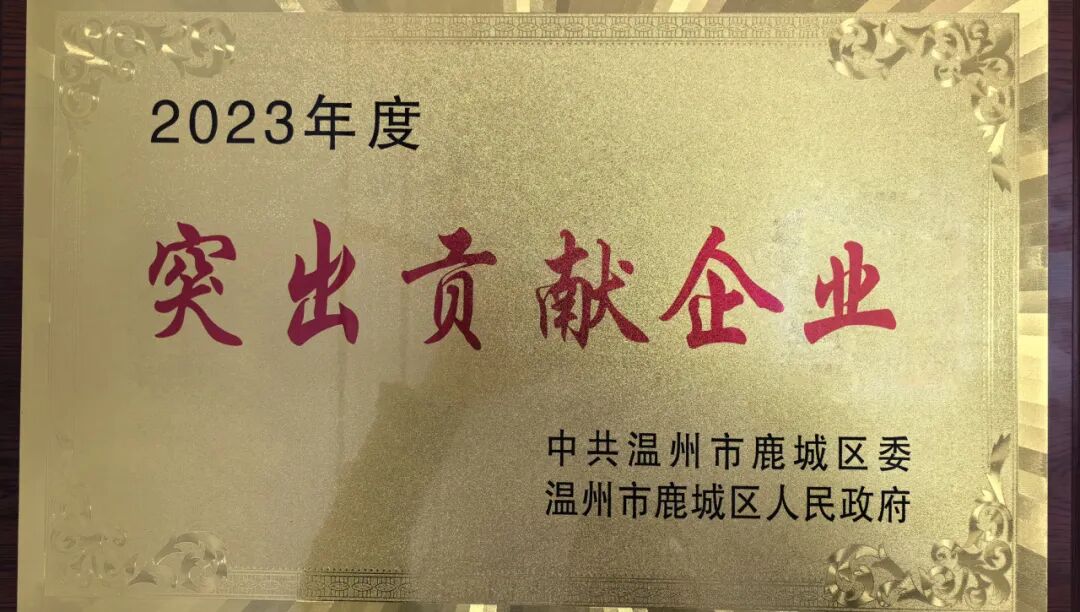 2023年度
突出贡献企业
中共温州市鹿城区委
温州市鹿城区人民政府